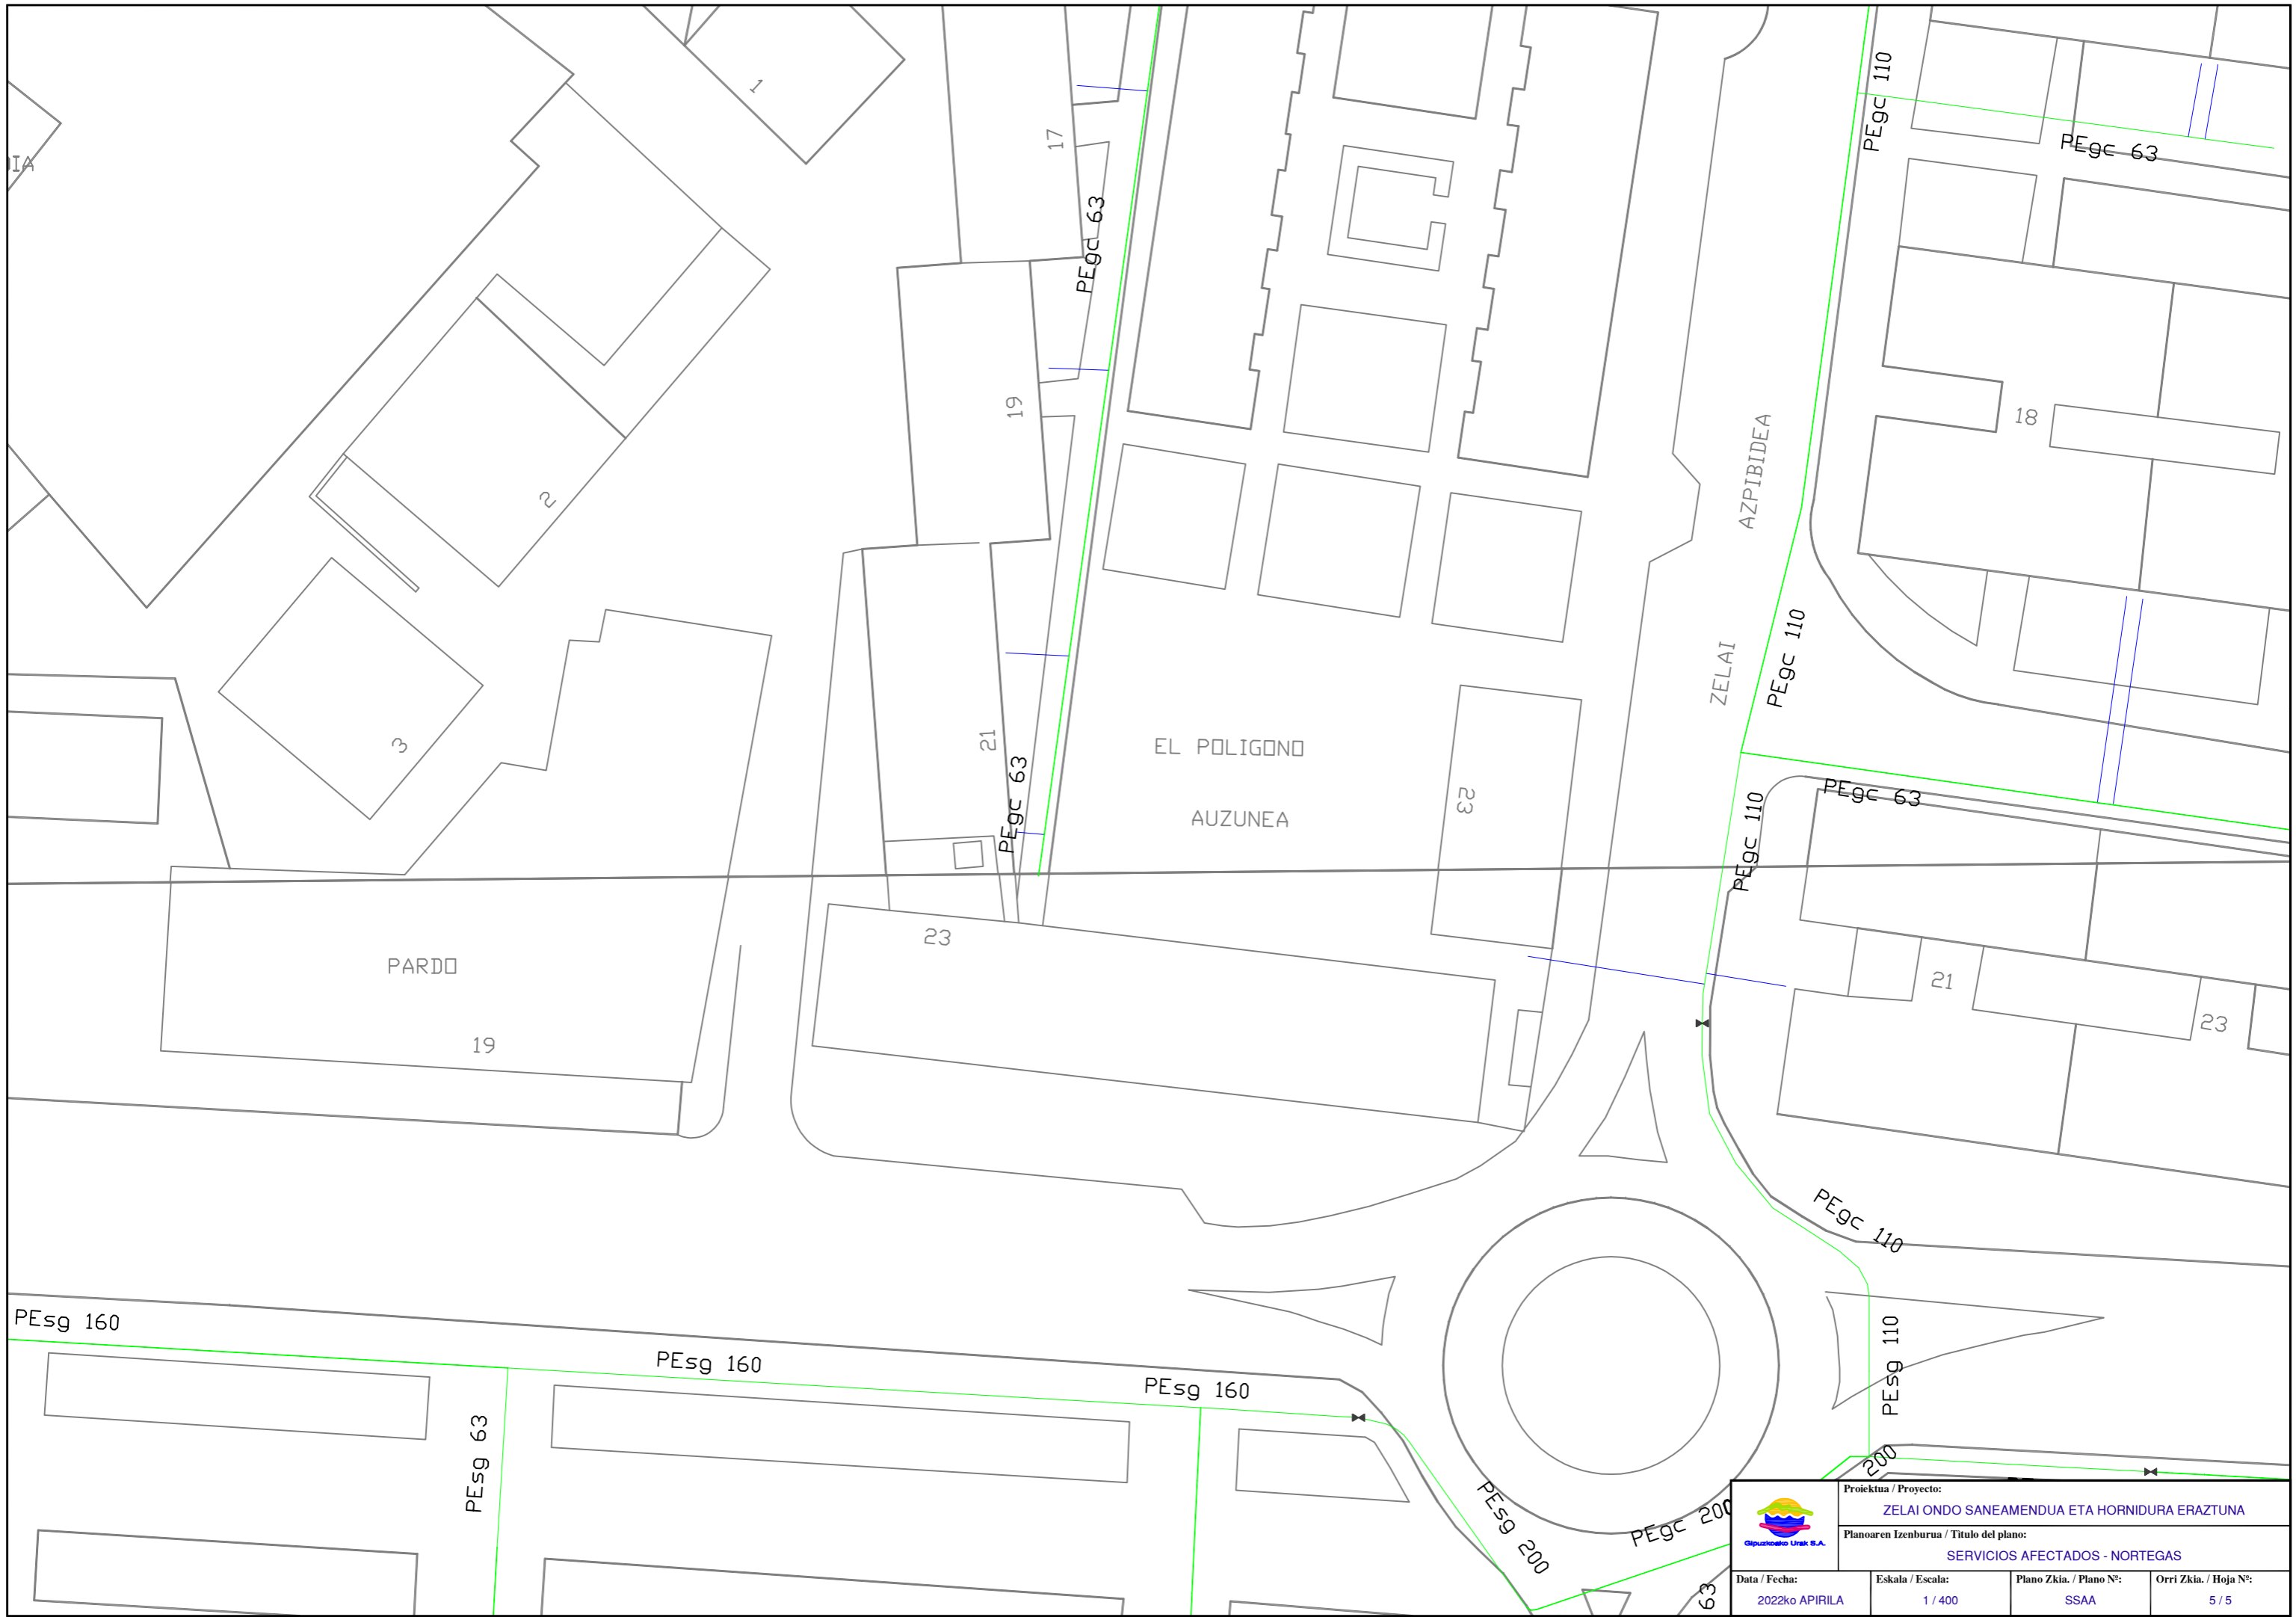 1
PEgc 110
PEgc 63
17
PEgc 63
19
18
AZPIBIDEA
2
ZELAI
PEgc 110
3
21
EL POLIGONO
AUZUNEA
23
PEgc 63
PEgc 63
PEgc 110
23
PARDO
19
21
23
PEgc 110
PEsg 160
PEsg 160
PEsg 160
PEsg 110
PEsg 63
200
PEsg 200
PEgc 200
63
Gipuzkoako Urak S.A.
Proiektua / Proyecto:
ZELAI ONDO SANEAMENDUA ETA HORNIDURA ERAZTUNA
Planoaren Izenburua / Titulo del plano:
SERVICIOS AFECTADOS - NORTEGAS
Data / Fecha:
2022ko APIRILA
Eskala / Escala:
1 / 400
Plano Zkia. / Plano Nº:
SSAA
Orri Zkia. / Hoja Nº:
5 / 5